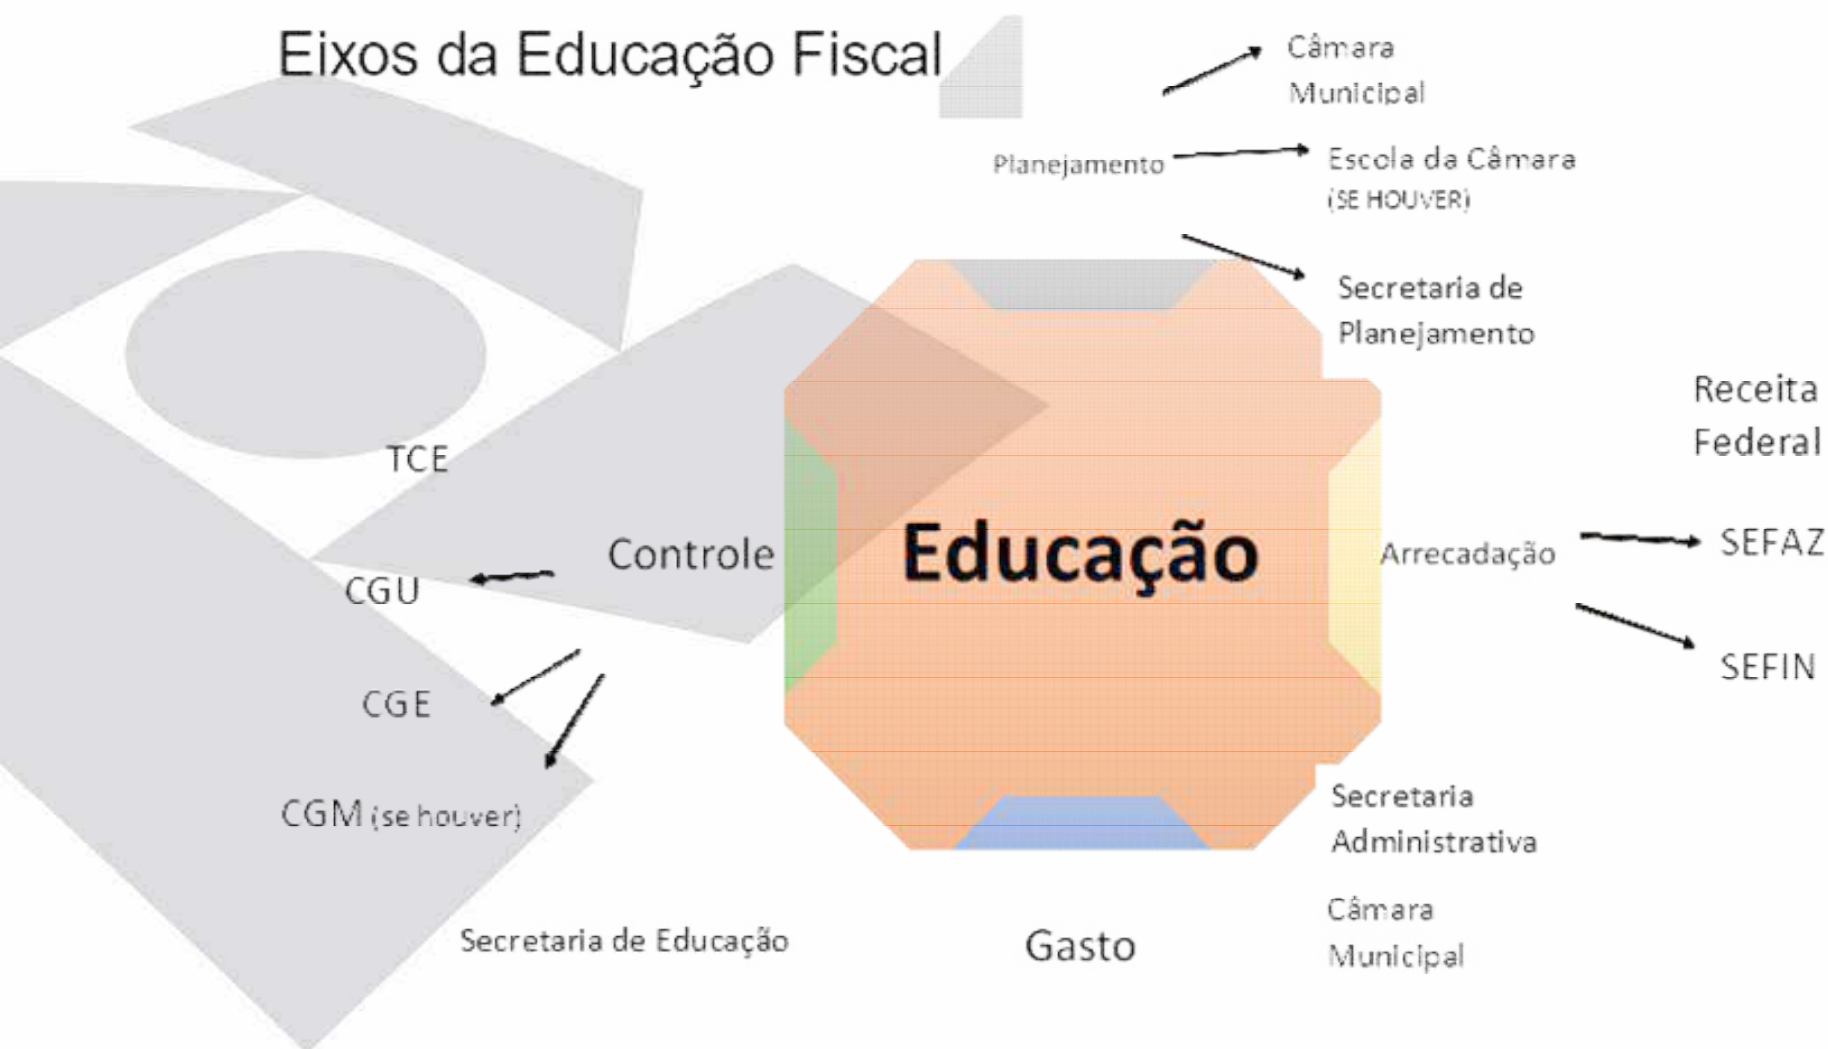 Eixos da Educação Fiscal
Câmara
Municipal
Planejamento
Escola da Câmara
(SE HOUVER)
Secretaria de
Planejamento
Receita
Federal
TCE
Controle
Educação
Arrecadação
SEFAZ
CGU
SEFIN
CGE
CGM (se houver)
Secretaria
Administrativa
Câmara
Municipal
Secretaria de Educação
Gasto